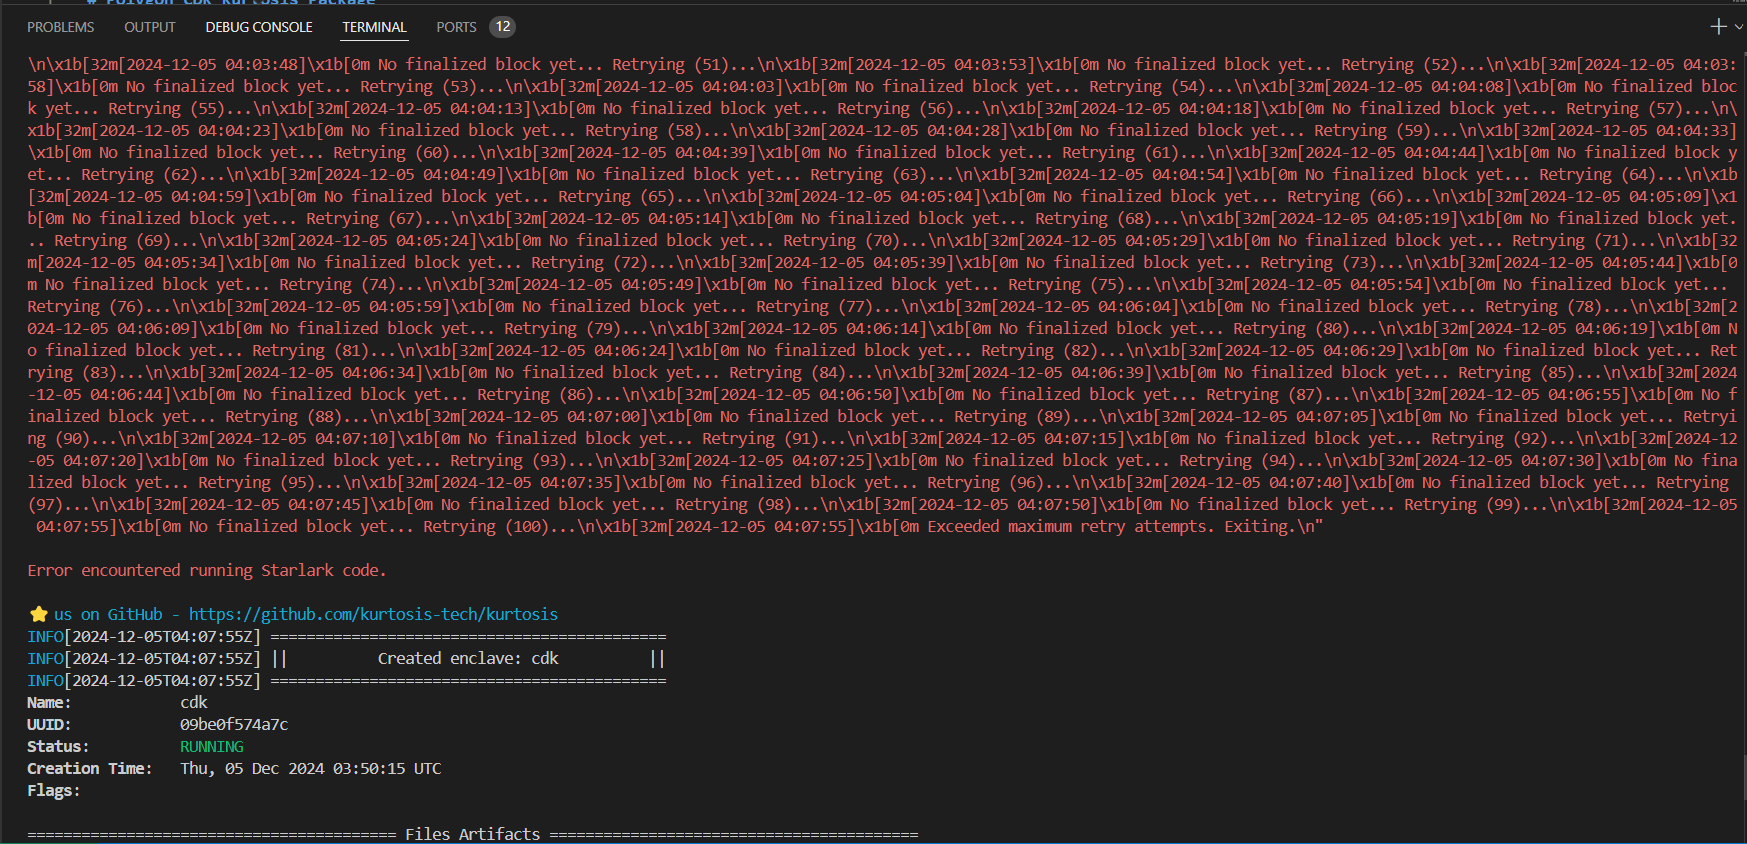 # Polygon CDK Kurtosis Package
PROBLEMS OUTPUT DEBUG CONSOLE TERMINAL PORTS 12
\n\x1b[32m[2024-12-05 04:03:48]\x1b[0m No finalized block yet... Retrying (51)...\n\x1b[32m[2024-12-05 04:03:53]\x1b[0m No finalized block yet... Retrying (52)...\n\x1b[32m[2024-12-05 04:03:
58]\x1b[0m No finalized block yet... Retrying (53)...\n\x1b[32m[2024-12-05 04:04:03]\x1b[0m No finalized block yet... Retrying (54)...\n\x1b[32m[2024-12-05 04:04:08]\x1b[0m No finalized bloc
k yet... Retrying (55)...\n\x1b[32m[2024-12-05 04:04:13]\x1b[0m No finalized block yet... Retrying (56)...\n\x1b[32m[2024-12-05 04:04:18]\x1b[0m No finalized block yet... Retrying (57)...\n\
x1b[32m[2024-12-05 04:04:23]\x1b[0m No finalized block yet... Retrying (58)...\n\x1b[32m[2024-12-05 04:04:28]\x1b[0m No finalized block yet... Retrying (59)...\n\x1b[32m[2024-12-05 04:04:33]
\x1b[0m No finalized block yet... Retrying (60)...\n\x1b[32m[2024-12-05 04:04:39]\x1b[0m No finalized block yet... Retrying (61)...\n\x1b[32m[2024-12-05 04:04:44]\x1b[0m No finalized block y
et... Retrying (62)...\n\x1b[32m[2024-12-05 04:04:49]\x1b[0m No finalized block yet... Retrying (63)...\n\x1b[32m[2024-12-05 04:04:54]\x1b[0m No finalized block yet... Retrying (64)...\n\x1b
[32m[2024-12-05 04:04:59]\x1b[0m No finalized block yet... Retrying (65)...\n\x1b[32m[2024-12-05 04:05:04]\x1b[0m No finalized block yet... Retrying (66)...\n\x1b[32m[2024-12-05 04:05:09]\x1
b[0m No finalized block yet... Retrying (67)...\n\x1b[32m[2024-12-05 04:05:14]\x1b[0m No finalized block yet... Retrying (68)...\n\x1b[32m[2024-12-05 04:05:19]\x1b[0m No finalized block yet.
.. Retrying (69)...\n\x1b[32m[2024-12-05 04:05:24]\x1b[0m No finalized block yet... Retrying (70)...\n\x1b[32m[2024-12-05 04:05:29]\x1b[0m No finalized block yet... Retrying (71)...\n\x1b[32
m[2024-12-05 04:05:34]\x1b[0m No finalized block yet... Retrying (72)...\n\x1b[32m[2024-12-05 04:05:39]\x1b[0m No finalized block yet... Retrying (73)...\n\x1b[32m[2024-12-05 04:05:44]\x1b[0
m No finalized block yet... Retrying (74)...\n\x1b[32m[2024-12-05 04:05:49]\x1b[0m No finalized block yet... Retrying (75)...\n\x1b[32m[2024-12-05 04:05:54]\x1b[0m No finalized block yet...
Retrying (76)...\n\x1b[32m[2024-12-05 04:05:59]\x1b[0m No finalized block yet... Retrying (77)...\n\x1b[32m[2024-12-05 04:06:04]\x1b[0m No finalized block yet... Retrying (78)...\n\x1b[32m[2
024-12-05 04:06:09]\x1b[0m No finalized block yet... Retrying (79)...\n\x1b[32m[2024-12-05 04:06:14]\x1b[0m No finalized block yet... Retrying (80)...\n\x1b[32m[2024-12-05 04:06:19]\x1b[0m N
o finalized block yet... Retrying (81)...\n\x1b[32m[2024-12-05 04:06:24]\x1b[0m No finalized block yet... Retrying (82)...\n\x1b[32m[2024-12-05 04:06:29]\x1b[0m No finalized block yet... Ret
rying (83)...\n\x1b[32m[2024-12-05 04:06:34]\x1b[0m No finalized block yet... Retrying (84)...\n\x1b[32m[2024-12-05 04:06:39]\x1b[0m No finalized block yet... Retrying (85)...\n\x1b[32m[2024
-12-05 04:06:44]\x1b[0m No finalized block yet... Retrying (86)...\n\x1b[32m[2024-12-05 04:06:50]\x1b[0m No finalized block yet... Retrying (87)...\n\x1b[32m[2024-12-05 04:06:55]\x1b[0m No f
inalized block yet... Retrying (88)...\n\x1b[32m[2024-12-05 04:07:00]\x1b[0m No finalized block yet... Retrying (89)...\n\x1b[32m[2024-12-05 04:07:05]\x1b[0m No finalized block yet... Retryi
ng (90)...\n\x1b[32m[2024-12-05 04:07:10]\x1b[0m No finalized block yet... Retrying (91)...\n\x1b[32m[2024-12-05 04:07:15]\x1b[0m No finalized block yet... Retrying (92)...\n\x1b[32m[2024-12
-05 04:07:20]\x1b[0m No finalized block yet... Retrying (93)...\n\x1b[32m[2024-12-05 04:07:25]\x1b[0m No finalized block yet... Retrying (94)...\n\x1b[32m[2024-12-05 04:07:30]\x1b[0m No fina
lized block yet... Retrying (95)...\n\x1b[32m[2024-12-05 04:07:35]\x1b[0m No finalized block yet... Retrying (96)...\n\x1b[32m[2024-12-05 04:07:40]\x1b[0m No finalized block yet... Retrying
(97)...\n\x1b[32m[2024-12-05 04:07:45]\x1b[0m No finalized block yet... Retrying (98)...\n\x1b[32m[2024-12-05 04:07:50]\x1b[0m No finalized block yet... Retrying (99)...\n\x1b[32m[2024-12-05
04:07:55]\x1b[0m No finalized block yet... Retrying (100)...\n\x1b[32m[2024-12-05 04:07:55]\x1b[0m Exceeded maximum retry attempts. Exiting.\n"
Error encountered running Starlark code.
⭐ us on GitHub - https://github.com/kurtosis-tech/kurtosis
INFO[2024-12-05T04:07:55Z] ============================================
INFO[2024-12-05T04:07:55Z] || Created enclave: cdk ||
INFO[2024-12-05T04:07:55Z] ============================================
Name: cdk
UUID: 09be0f574a7c
Status: RUNNING
Creation Time: Thu, 05 Dec 2024 03:50:15 UTC
Flags:
========================================= Files Artifacts =========================================